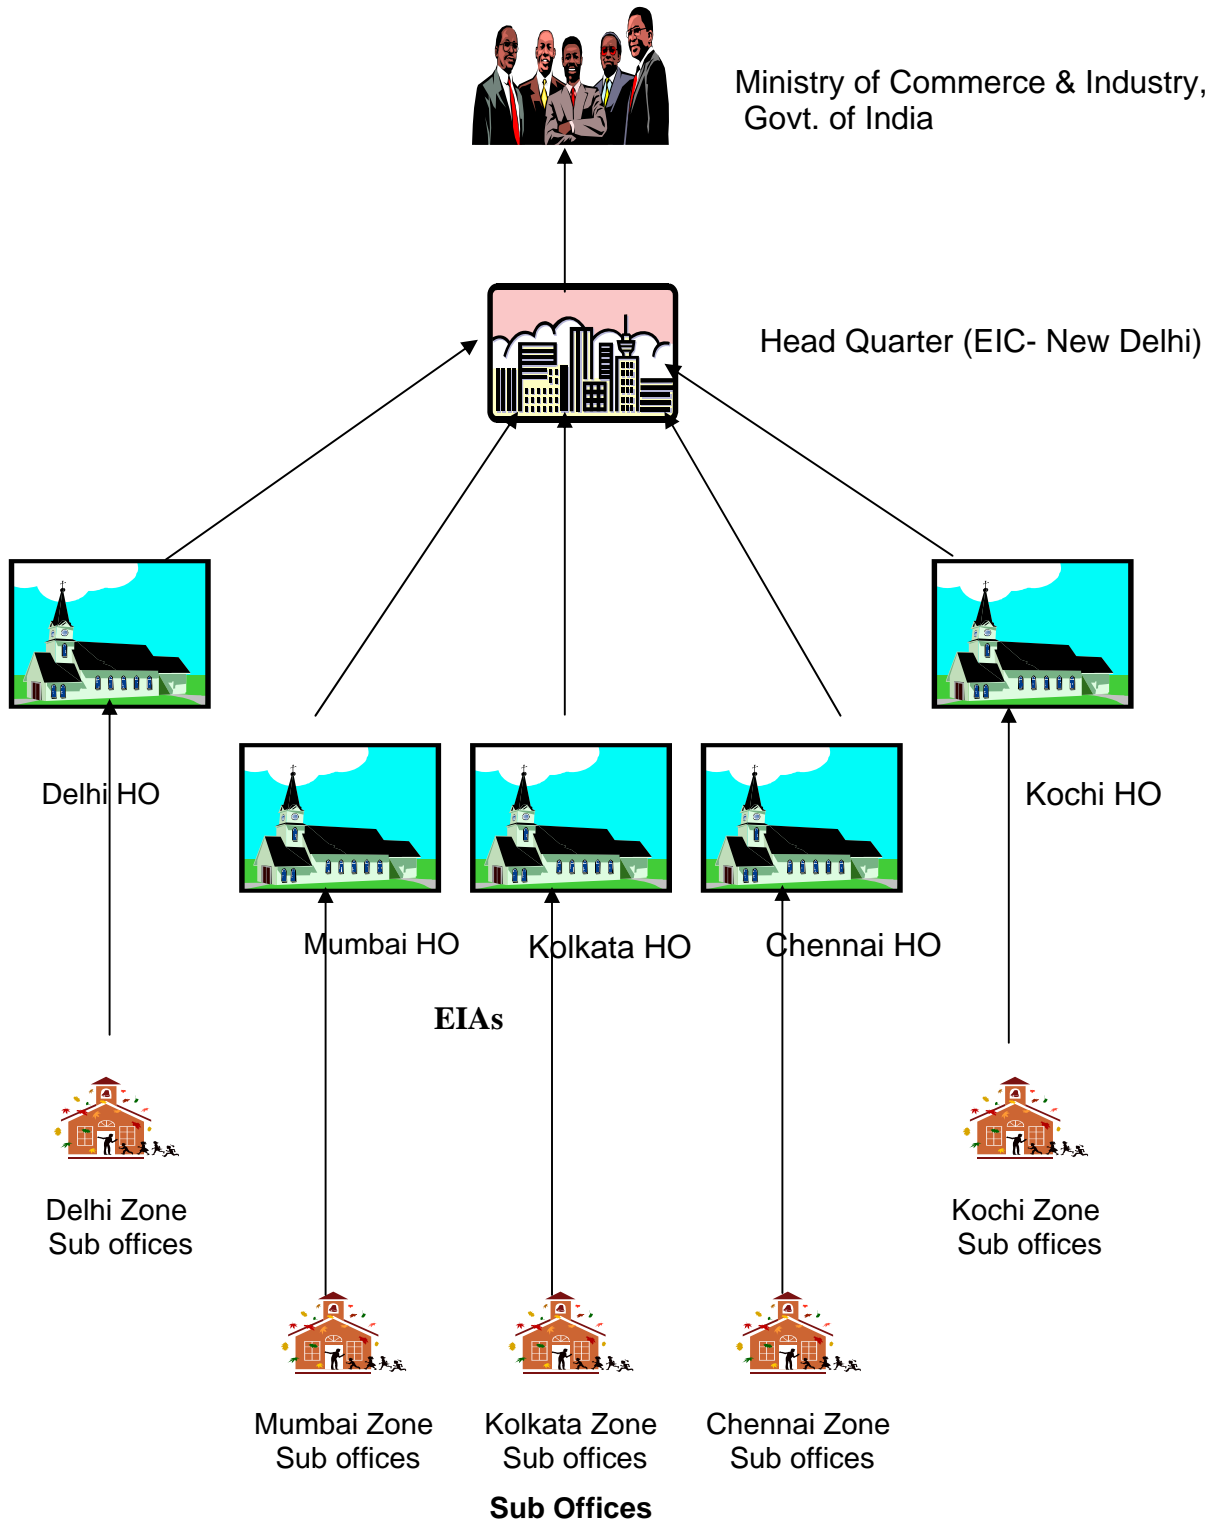 Ministry of Commerce & Industry,
Govt. of India
Head Quarter (EIC- New Delhi)
Delhi HO
Kochi HO
Mumbai HO
Kolkata HO
Chennai HO
EIAs
Delhi Zone
Sub offices
Kochi Zone
Sub offices
Mumbai Zone
Sub offices
Kolkata Zone
Sub offices
Chennai Zone
Sub offices
Sub Offices